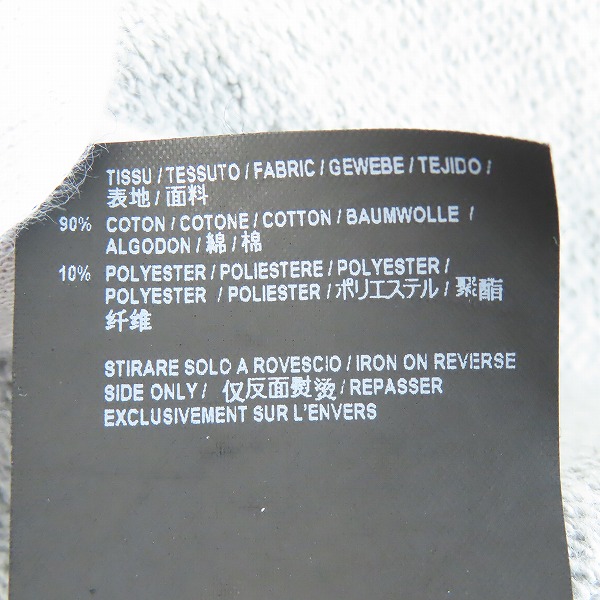 TISSU / TESSUTO / FABRIC / GEWEBE / TEJIDO /
表地 / 面料
90% COTON / COTONE / COTTON / BAUMWOLLE /
ALGODON / 綿 / 棉
10% POLYESTER / POLIESTERE / POLYESTER /
POLYESTER / POLIESTER / ポリエステル / 聚酯
纤维
STIRARE SOLO A ROVESCIO / IRON ON REVERSE
SIDE ONLY / 仅反面熨烫 / REPASSER
EXCLUSIVEMENT SUR L'ENVERS